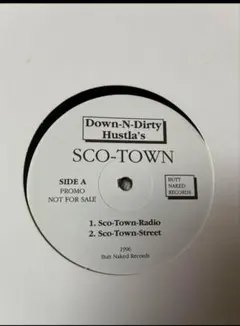 Down-N-Dirty
Hustla's
SCO-TOWN
SIDE A
PROMO
NOT FOR SALE
BUTT
NAKED
RECORDS
1. Sco-Town-Radio
2. Sco-Town-Street
1996
Butt Naked Records